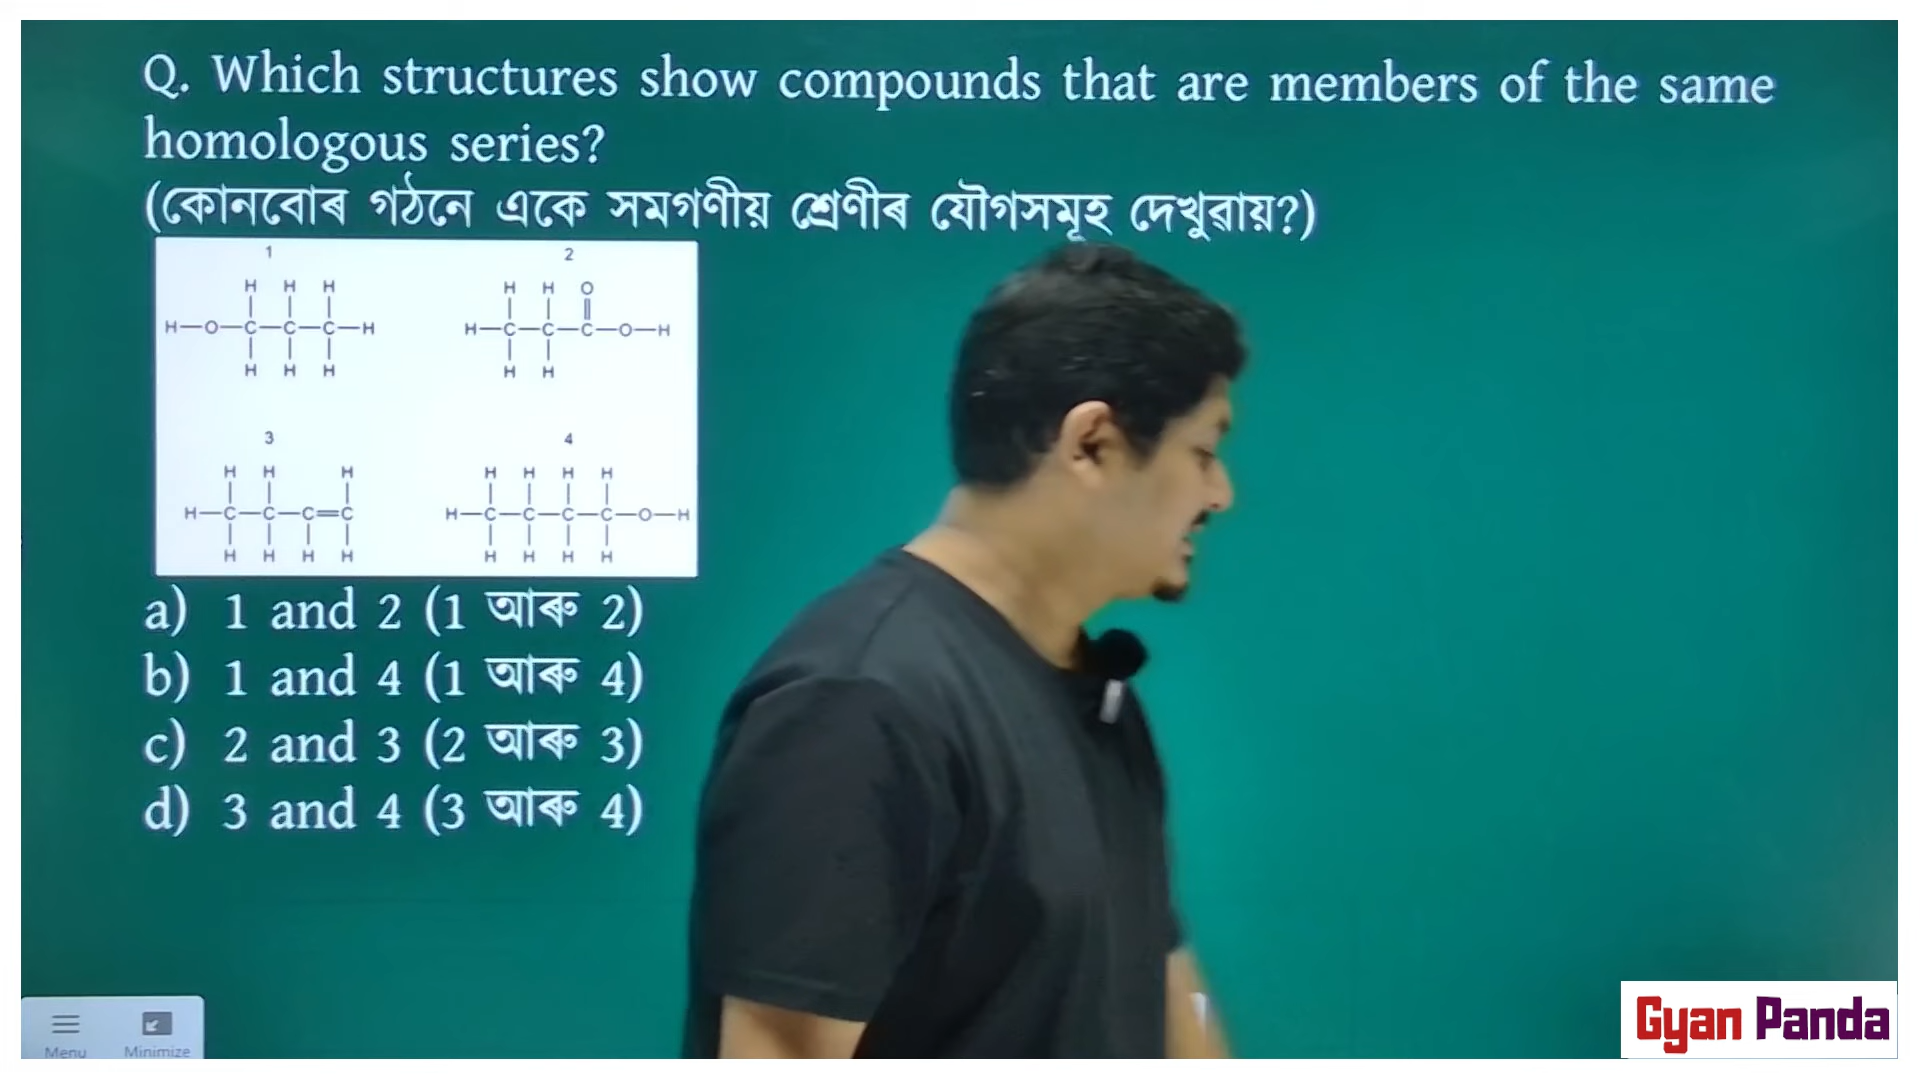 Q. Which structures show compounds that are members of the same
homologous series?
(কোনবোৰ গঠনে একে সমগণীয় শ্ৰেণীৰ যৌগসমূহ দেখুৱায়?)
1 2
H H H H H O
H—O—C—C—C—H H—C—C—C—O—H
H H H H H
3 4
H H H H H H H
H—C—C—C=C H—C—C—C—C—O—H
H H H H H H H H
a) 1 and 2 (1 আৰু 2)
b) 1 and 4 (1 আৰু 4)
c) 2 and 3 (2 আৰু 3)
d) 3 and 4 (3 আৰু 4)
Menu Minimize
Gyan Panda